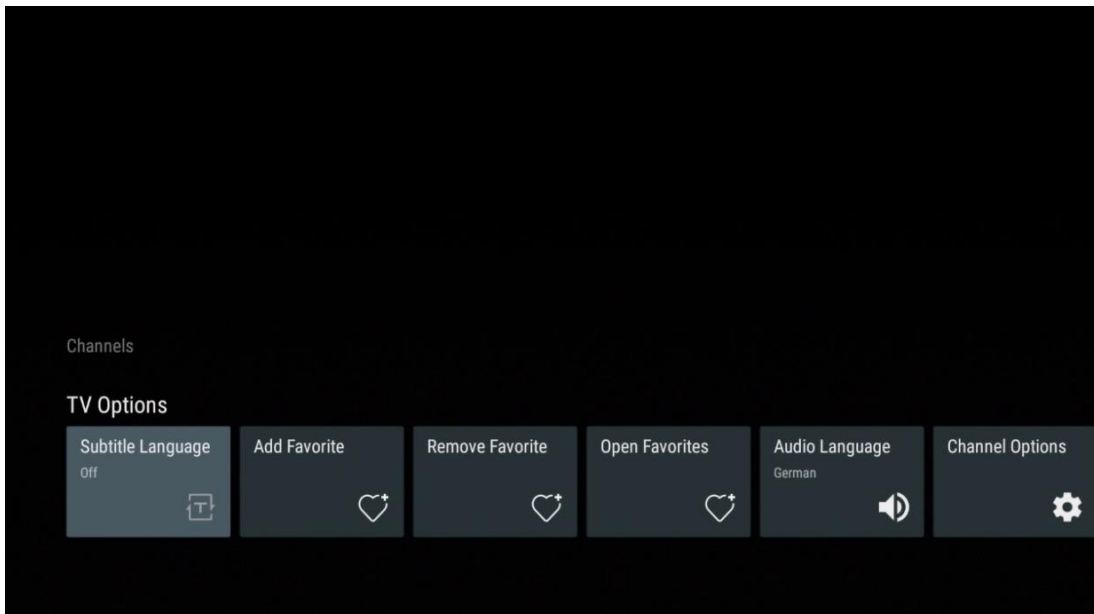 Channels
TV Options
Subtitle Language
Off
Add Favorite
Remove Favorite
Open Favorites
Audio Language
German
Channel Options